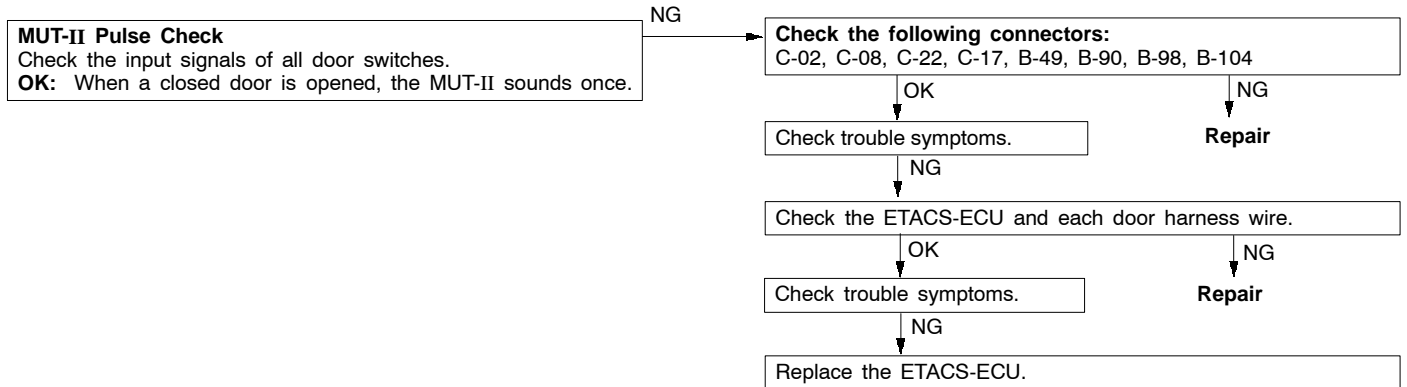 MUT-II Pulse Check
Check the input signals of all door switches.
OK: When a closed door is opened, the MUT-II sounds once.
NG
Check the following connectors:
C-02, C-08, C-22, C-17, B-49, B-90, B-98, B-104
OK
NG
Check trouble symptoms.
Repair
NG
Check the ETACS-ECU and each door harness wire.
OK
NG
Check trouble symptoms.
Repair
NG
Replace the ETACS-ECU.